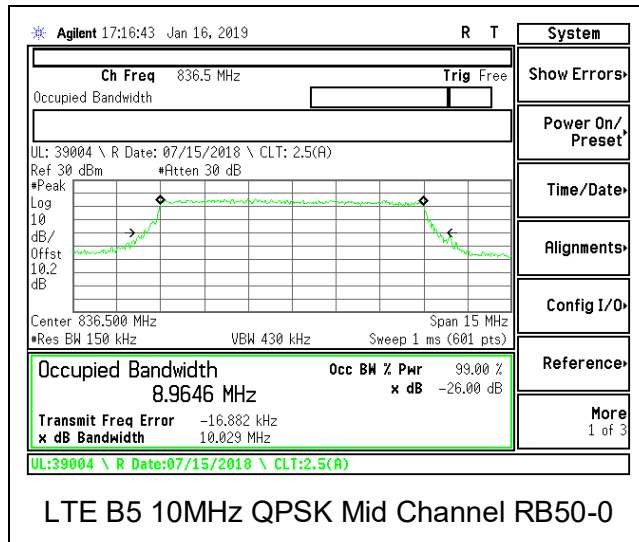 Agilent 17:16:43 Jan 16, 2019 R T System
Ch Freq 836.5 MHz Trig Free
Occupied Bandwidth
Show Errors
Power On/
Preset
UL: 39004 \ R Date: 07/15/2018 \ CLT: 2.5(A)
Ref 30 dBm #Atten 30 dB
#Peak
Log
10
dB/
Offst
10.2
dB
Time/Date
Alignments
Config I/O
Center 836.500 MHz Span 15 MHz
#Res BW 150 kHz VBW 430 kHz Sweep 1 ms (601 pts)
Occupied Bandwidth Occ BW % Pwr 99.00 %
8.9646 MHz x dB -26.00 dB
Reference
Transmit Freq Error -16.882 kHz
x dB Bandwidth 10.029 MHz
More
1 of 3
UL:39004 \ R Date:07/15/2018 \ CLT:2.5(A)
LTE B5 10MHz QPSK Mid Channel RB50-0